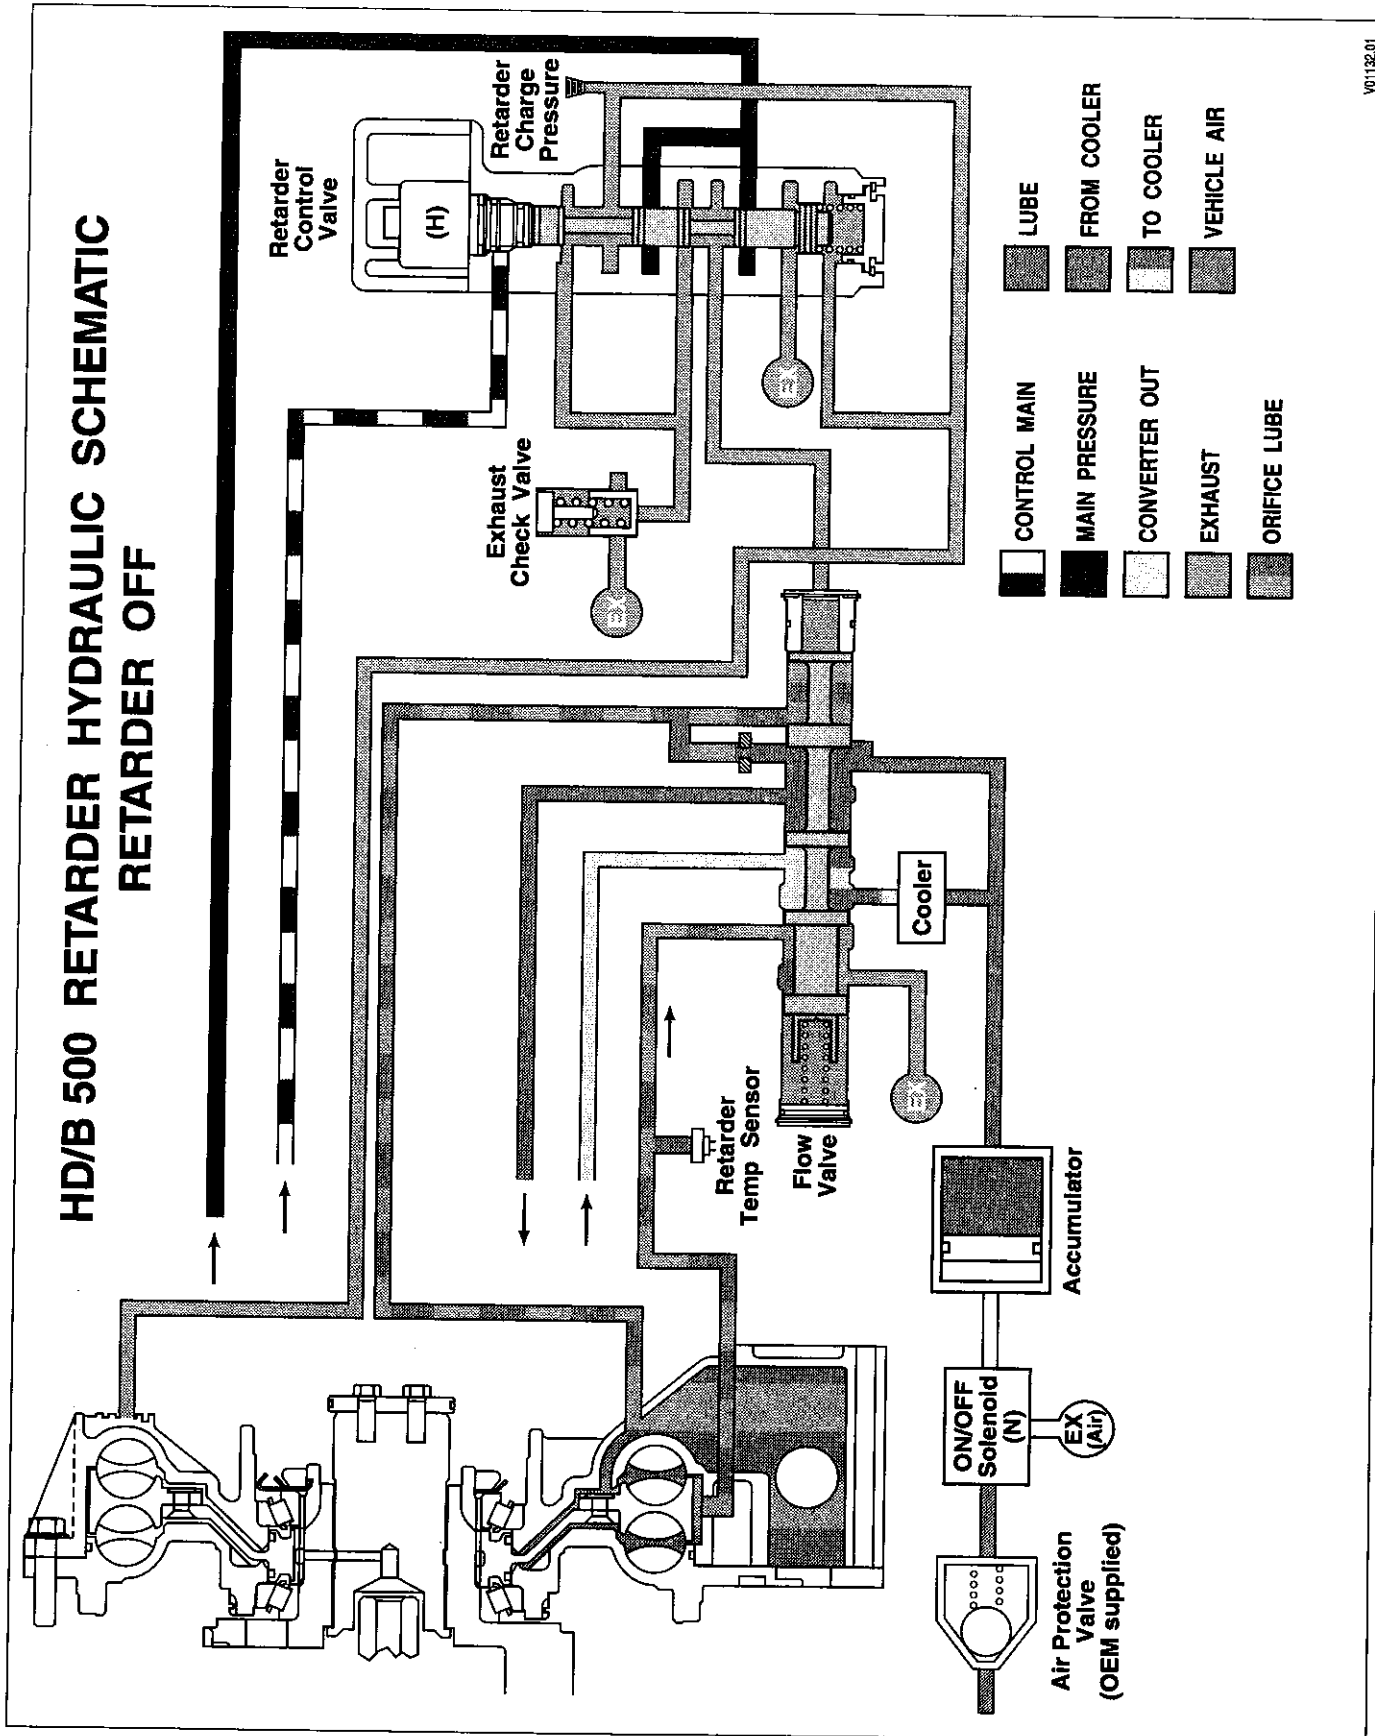 HD/B 500 RETARDER HYDRAULIC SCHEMATIC
RETARDER OFF
Retarder
Control
Valve
(H)
Retarder
Charge
Pressure
Exhaust
Check Valve
EX
EX
Retarder
Temp Sensor
Flow
Valve
EX
Cooler
Accumulator
ON/OFF
Solenoid
(N)
EX
(Air)
Air Protection
Valve
(OEM supplied)
CONTROL MAIN
MAIN PRESSURE
CONVERTER OUT
EXHAUST
ORIFICE LUBE
LUBE
FROM COOLER
TO COOLER
VEHICLE AIR
V01132.01